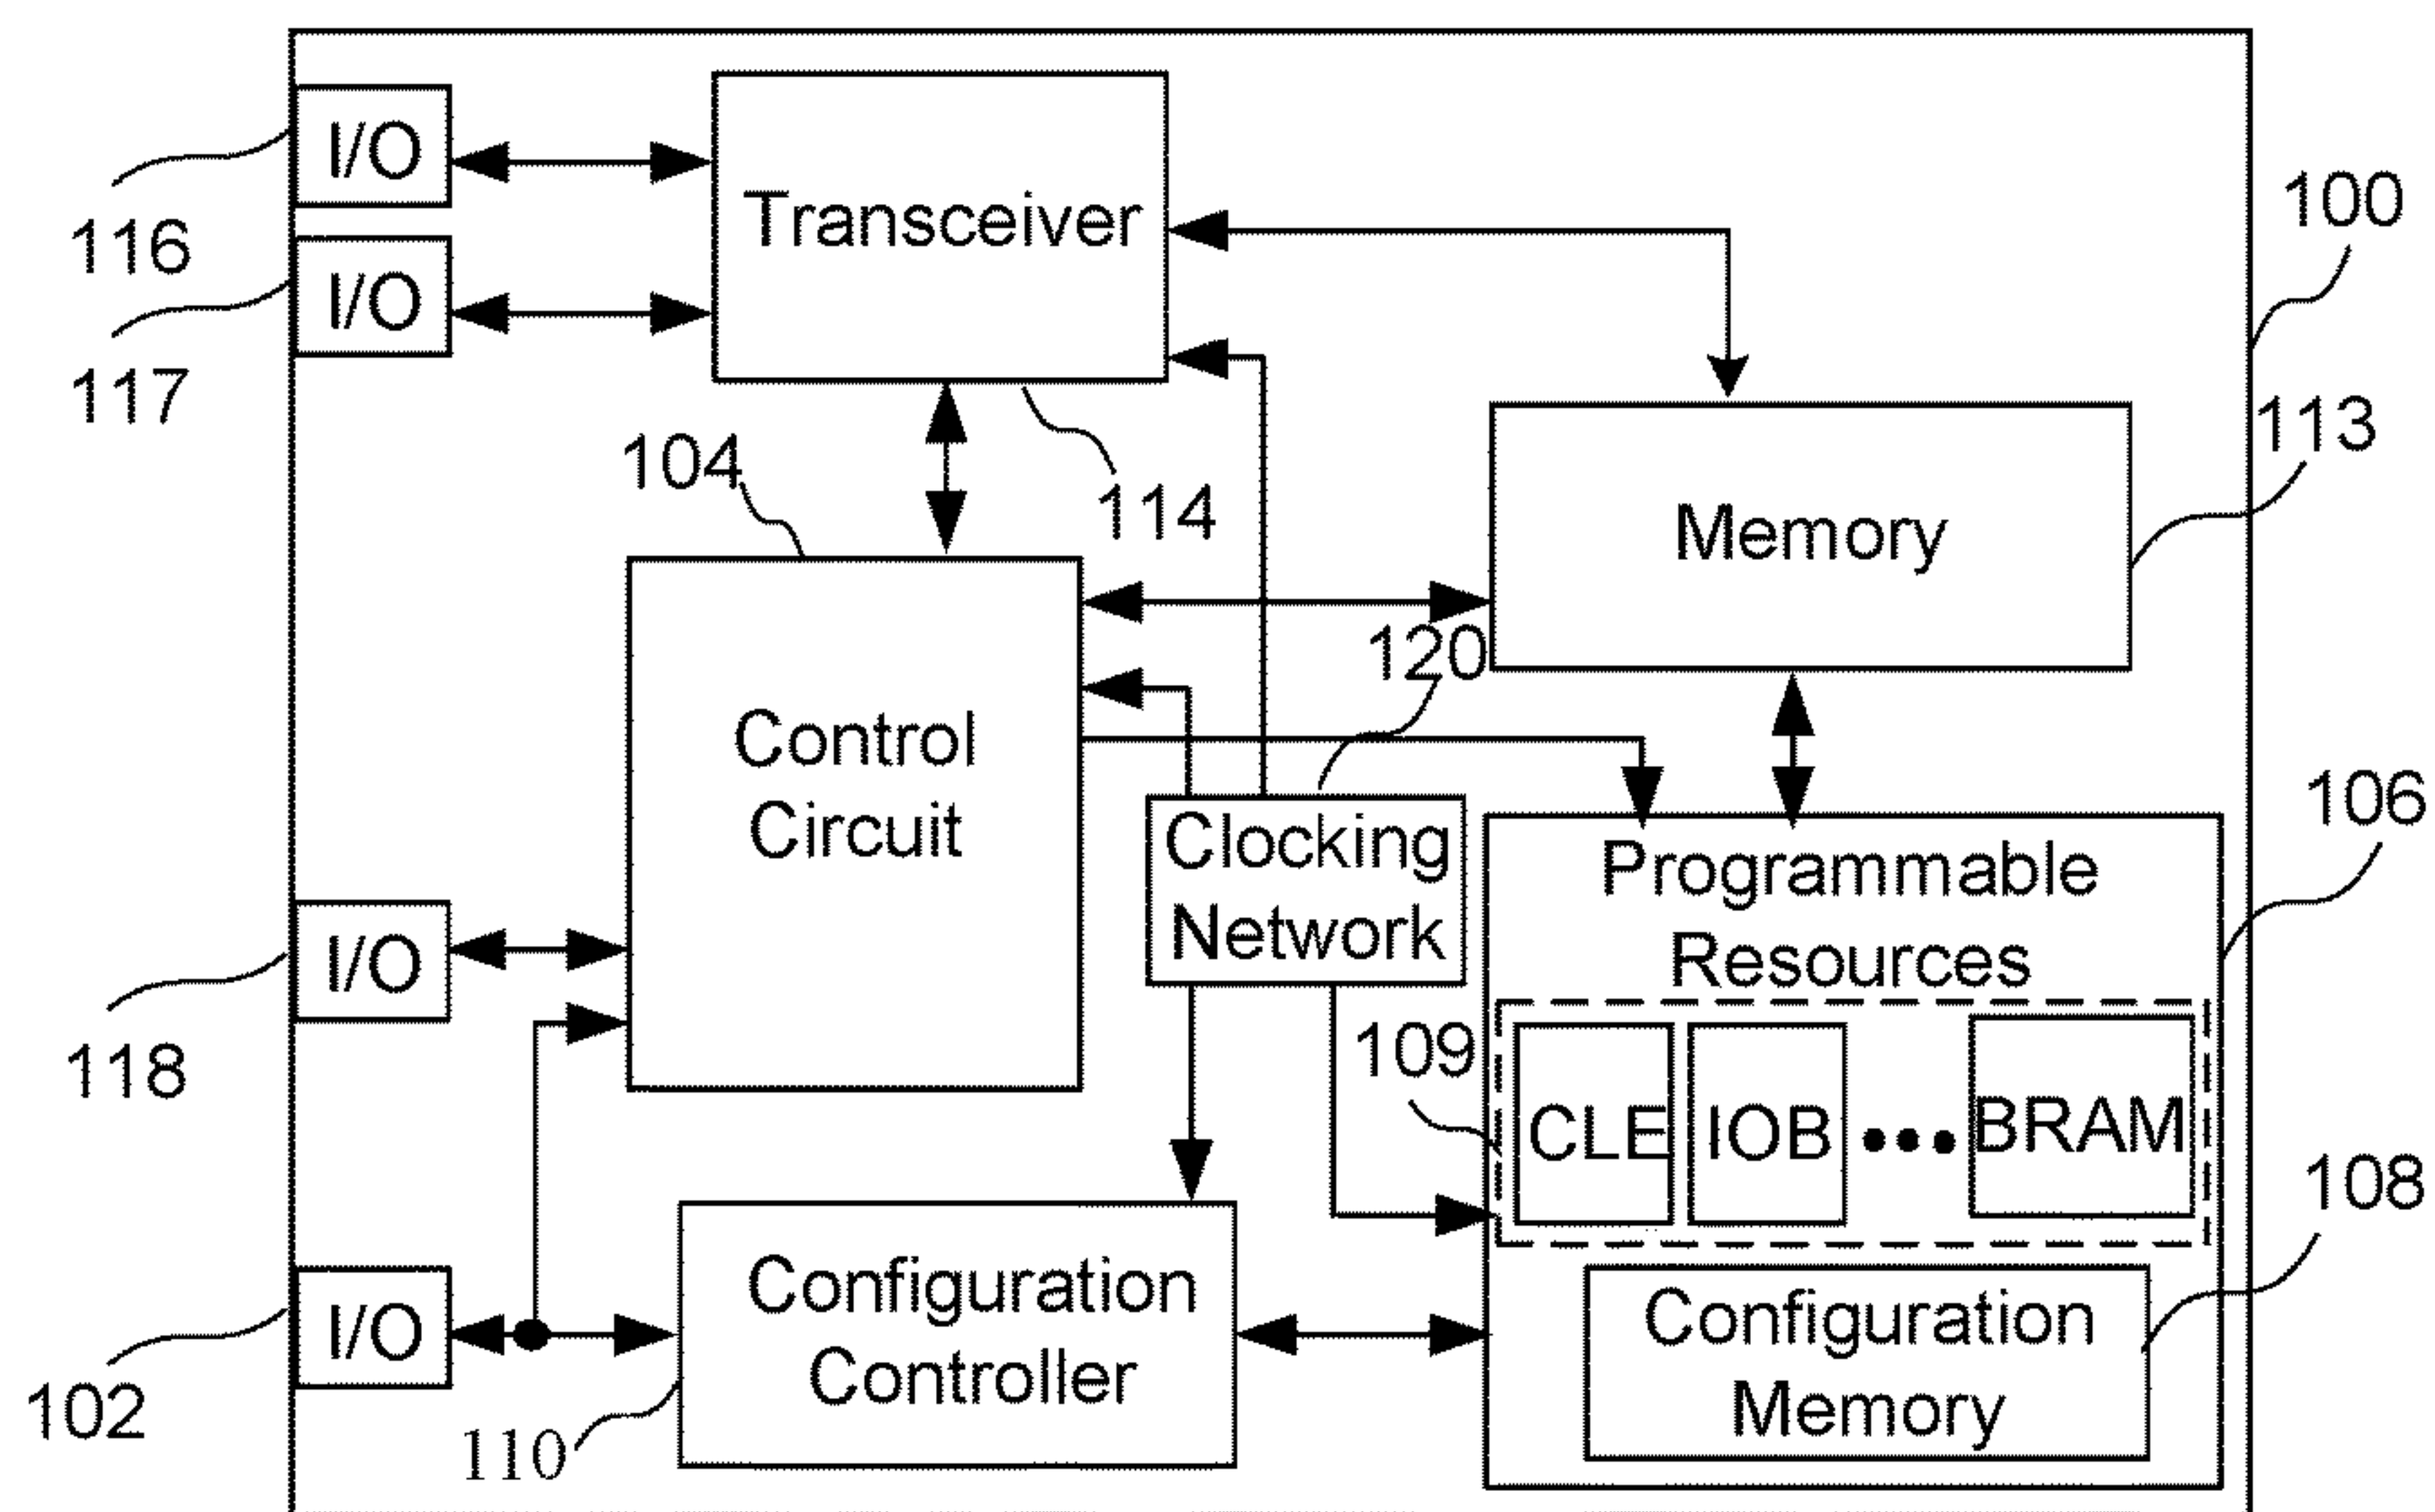 I/O
116
Transceiver
100
I/O
117
113
104
114
Memory
120
Control
Circuit
Clocking
Network
106
Programmable
Resources
I/O
118
109
CLE
IOB
•••
BRAM
108
Configuration
Controller
Configuration
Memory
I/O
102
110